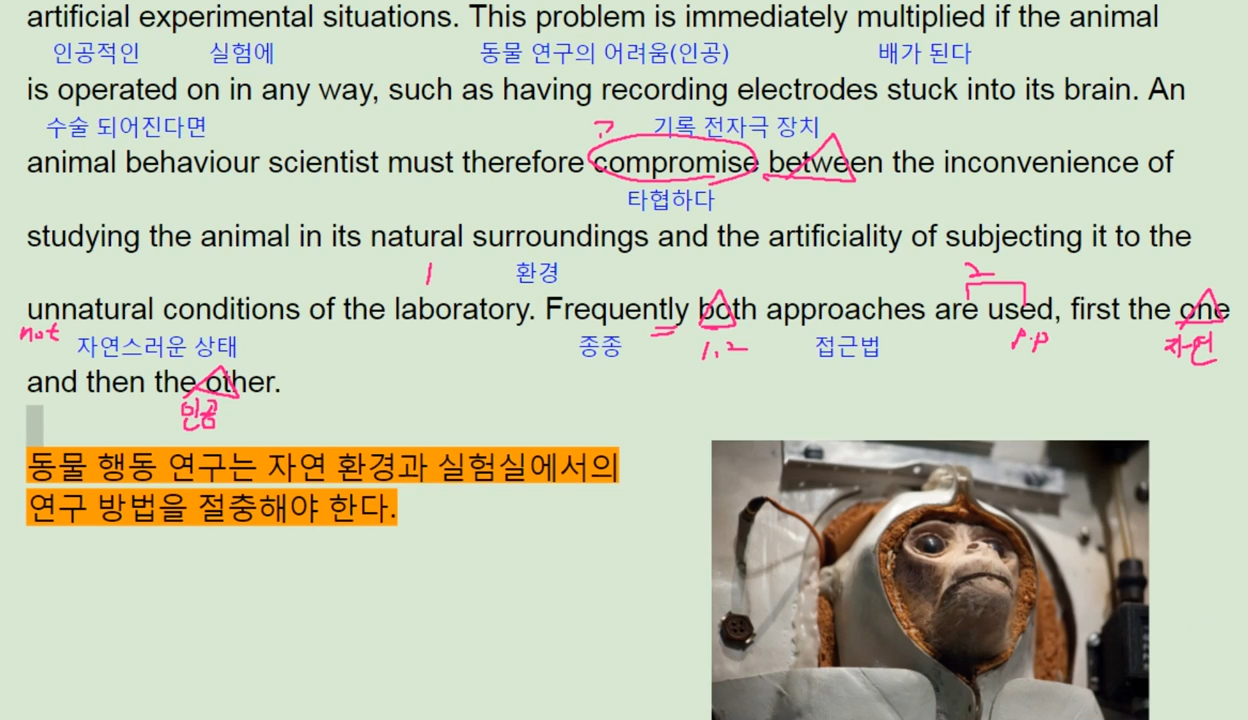 artificial experimental situations. This problem is immediately multiplied if the animal
인공적인 실험에 동물 연구의 어려움(인공) 배가 된다
is operated on in any way, such as having recording electrodes stuck into its brain. An
수술 되어진다면 기록 전자극 장치
animal behaviour scientist must therefore compromise between the inconvenience of
타협하다
studying the animal in its natural surroundings and the artificiality of subjecting it to the
1 환경 2
unnatural conditions of the laboratory. Frequently both approaches are used, first the one
not 자연스러운 상태 종종 1, 2 접근법 p.p 자연
and then the other.
인공
동물 행동 연구는 자연 환경과 실험실에서의
연구 방법을 절충해야 한다.